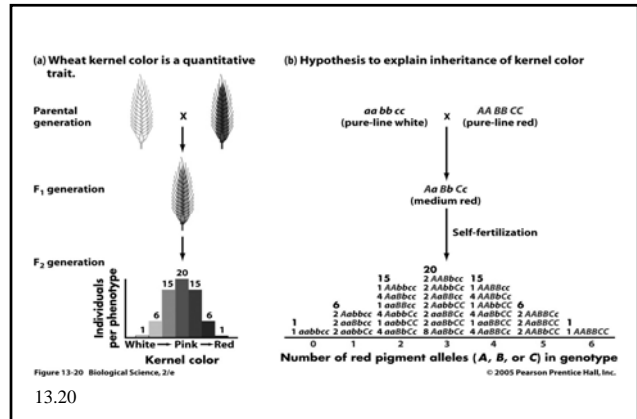 (a) Wheat kernel color is a quantitative
trait.
Parental
generation
X
F1 generation
F2 generation
Individuals
per phenotype
1 6 15 20 15 6 1
White → Pink → Red
Kernel color
(b) Hypothesis to explain inheritance of kernel color
aa bb cc X AA BB CC
(pure-line white) (pure-line red)
Aa Bb Cc
(medium red)
Self-fertilization
20
15 2 AABbcc 15
1 AAbbcc 2 AAbbCc 1 AABBcc
4 AaBbcc 2 AaBBcc 4 AABbCc
6 1 aaBBcc 2 aaBBCc 1 AAbbCC 6
2 Aabbcc 4 AabbCc 2 AabbCC 4 AaBBCc 2 AABBCc
1 2 aaBbcc 1 aabbCC 2 aaBbCC 1 aaBBCC 2 AaBBCC 1
1 aabbcc 2 aabbCc 4 aaBbCc 8 AaBbCc 4 AaBbCC 2 AABbCC 1 AABBCC
0 1 2 3 4 5 6
Number of red pigment alleles (A, B, or C) in genotype
Figure 13-20 Biological Science, 2/e
© 2005 Pearson Prentice Hall, Inc.
13.20